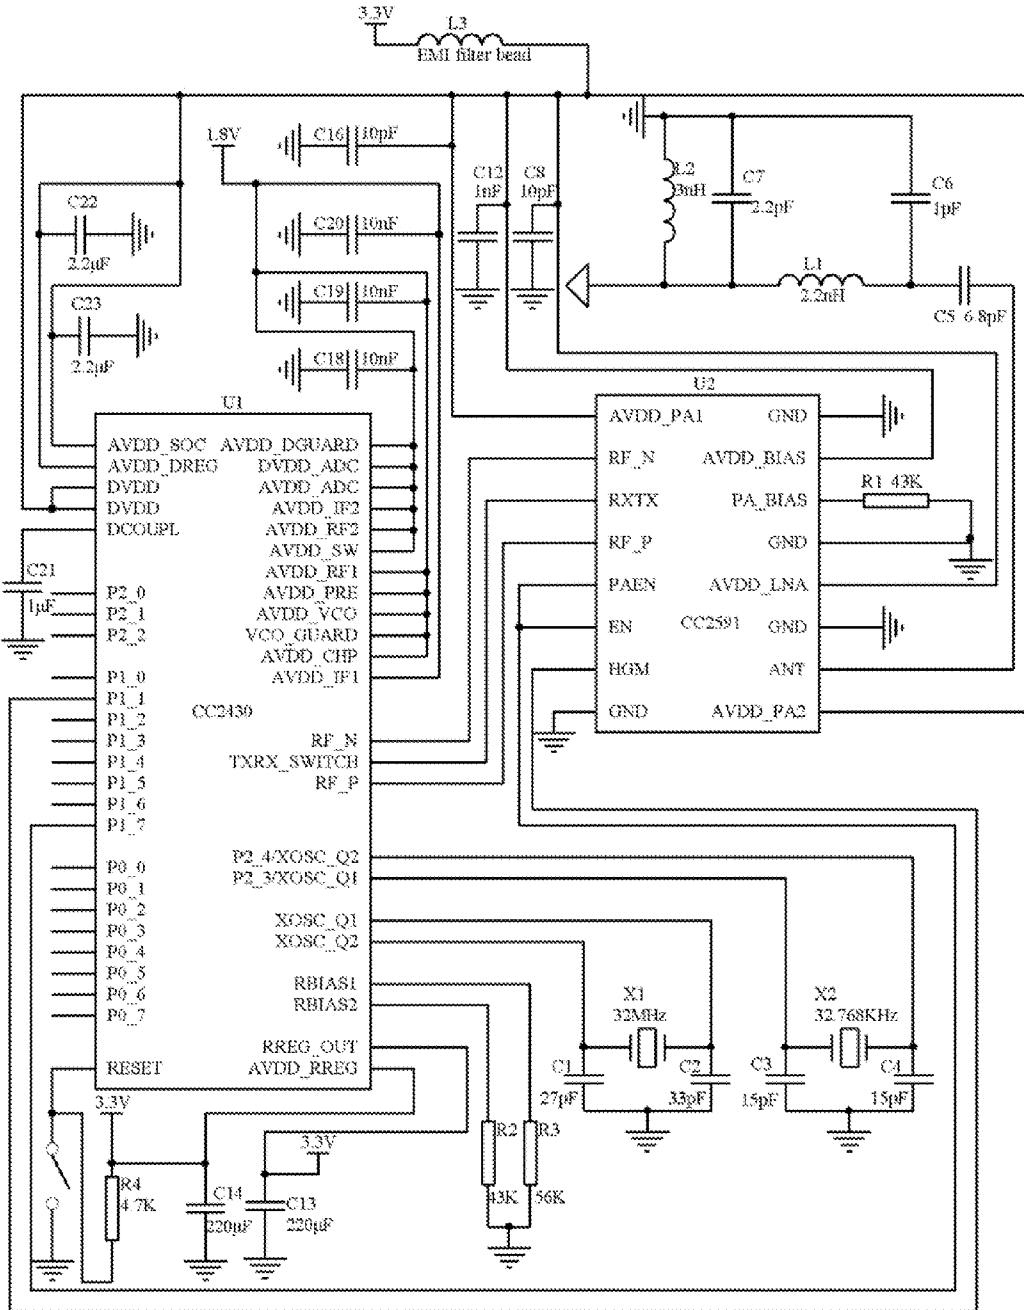 3.3V
L3
EMI filter bead
1.8V
C16 10pF
C12
1nF
C8
10pF
L2
3nH
C7
2.2pF
C6
1pF
C22
2.2µF
C20 10nF
C23
2.2µF
C19 10nF
C18 10nF
L1
2.2nH
C5 6.8pF
U1
AVDD_SOC
AVDD_DREG
DVDD
DVDD
DCOUPL
C21
1µF
P2_0
P2_1
P2_2
P1_0
P1_1
P1_2
P1_3
P1_4
P1_5
P1_6
P1_7
P0_0
P0_1
P0_2
P0_3
P0_4
P0_5
P0_6
P0_7
RESET
CC2430
AVDD_DGUARD
DVDD_ADC
AVDD_ADC
AVDD_IF2
AVDD_RF2
AVDD_SW
AVDD_RF1
AVDD_PRE
AVDD_VCO
VCO_GUARD
AVDD_CHP
AVDD_IF1
RF_N
TXRX_SWITCH
RF_P
P2_4/XOSC_Q2
P2_3/XOSC_Q1
XOSC_Q1
XOSC_Q2
RBIAS1
RBIAS2
RREG_OUT
AVDD_RREG
U2
AVDD_PA1
RF_N
RXTX
RF_P
PAEN
EN
HGM
GND
CC2591
GND
AVDD_BIAS
PA_BIAS
GND
AVDD_LNA
GND
ANT
AVDD_PA2
R1 43K
X1
32MHz
C1
27pF
C2
33pF
X2
32.768KHz
C3
15pF
C4
15pF
3.3V
R4
4.7K
C14
220µF
3.3V
C13
220µF
R2
43K
R3
56K